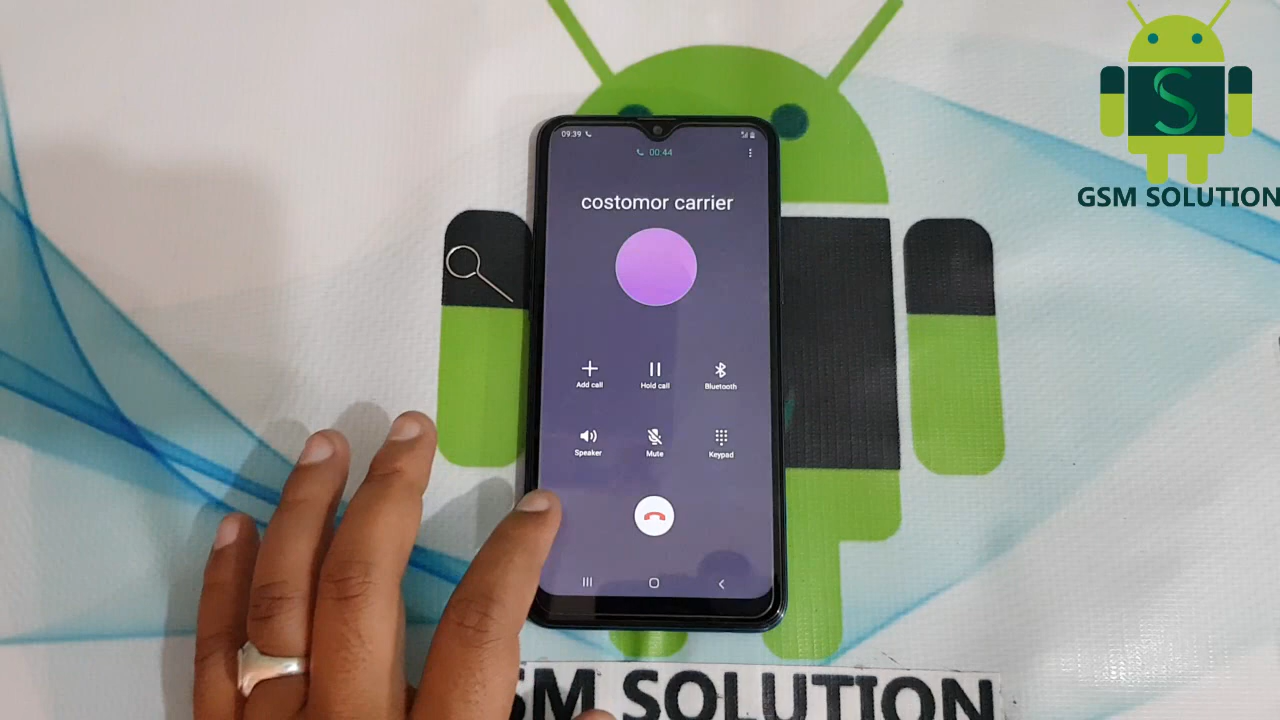 GSM SOLUTION
09:39
00:44
costomor carrier
Add call
Hold call
Bluetooth
Speaker
Mute
Keypad
SM SOLUTION